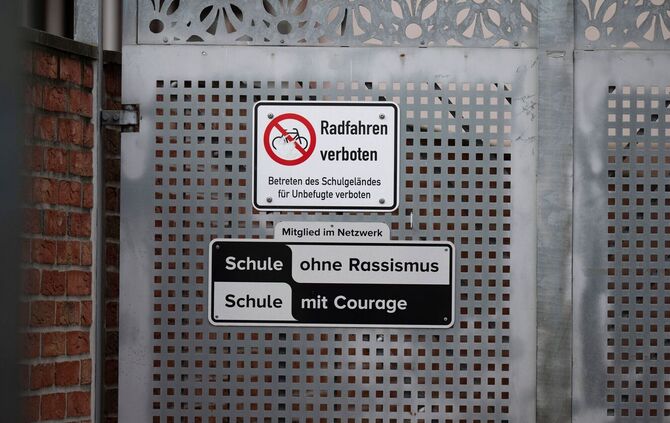 Radfahren
verboten
Betreten des Schulgeländes
für Unbefugte verboten
Mitglied im Netzwerk
Schule ohne Rassismus
Schule mit Courage